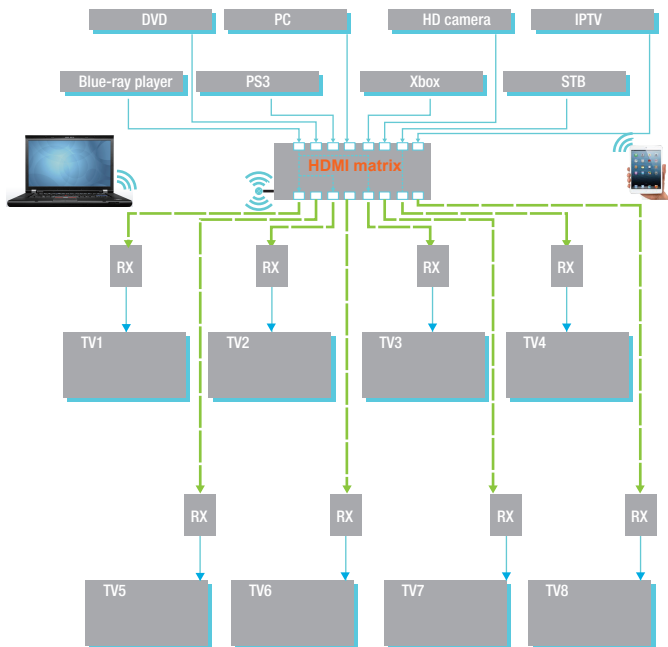 DVD
PC
HD camera
IPTV
Blue-ray player
PS3
Xbox
STB
HDMI matrix
RX
RX
RX
RX
TV1
TV2
TV3
TV4
RX
RX
RX
RX
TV5
TV6
TV7
TV8